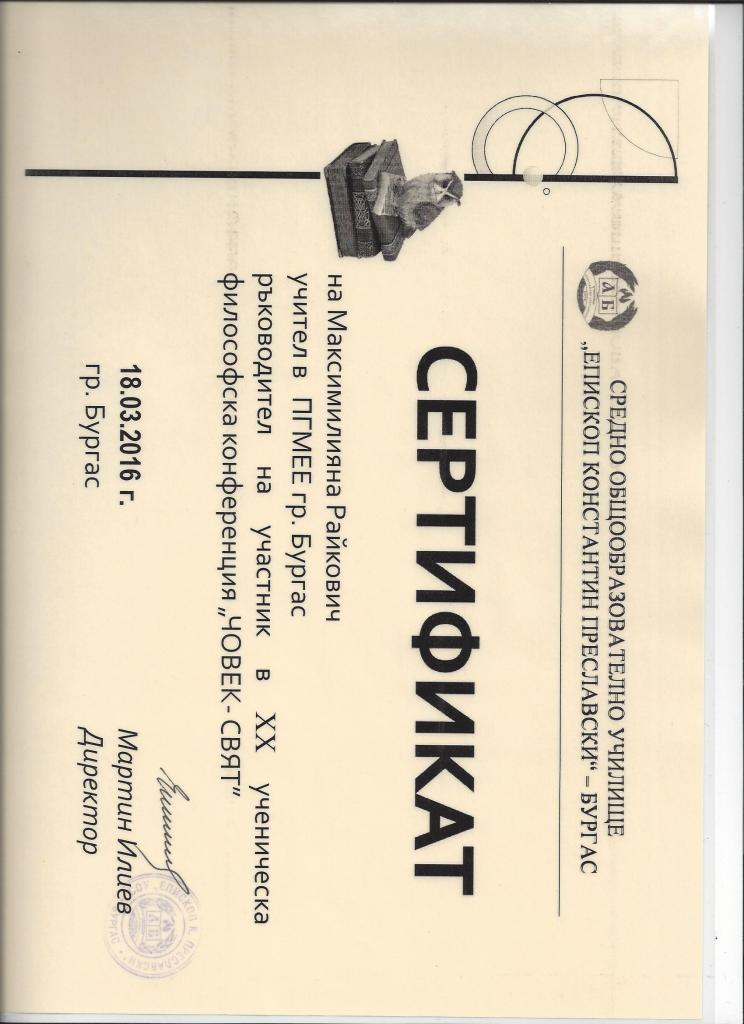 СРЕДНО ОБЩООБРАЗОВАТЕЛНО УЧИЛИЩЕ
„ЕПИСКОП КОНСТАНТИН ПРЕСЛАВСКИ“ – БУРГАС
СЕРТИФИКАТ
на Максимилияна Райкович
учител в ПГМЕЕ гр. Бургас
ръководител на участник в XX ученическа
философска конференция „ЧОВЕК - СВЯТ”
18.03.2016 г.
гр. Бургас
Мартин Илиев
Директор